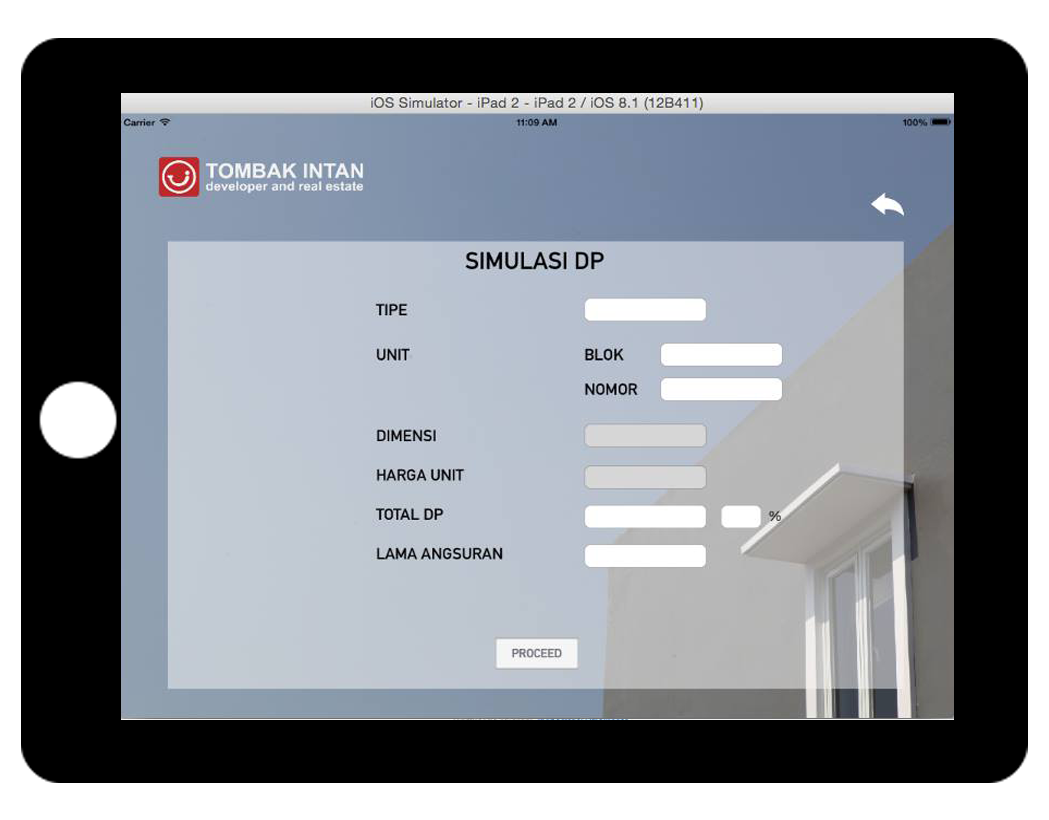 iOS Simulator - iPad 2 - iPad 2 / iOS 8.1 (12B411)
Carrier 11:09 AM 100%
TOMBAK INTAN
developer and real estate
SIMULASI DP
TIPE
UNIT BLOK
NOMOR
DIMENSI
HARGA UNIT
TOTAL DP %
LAMA ANGSURAN
PROCEED